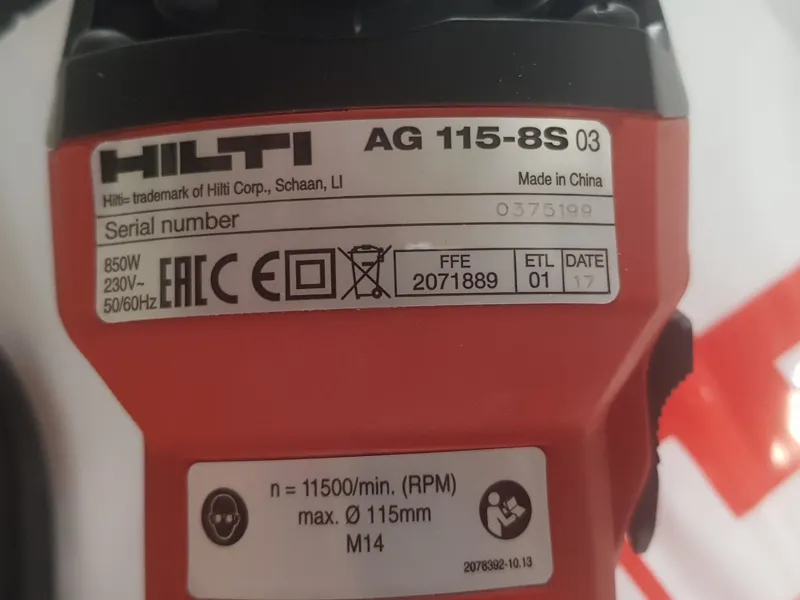 HILTI AG 115-8S 03
Hilti= trademark of Hilti Corp., Schaan, LI Made in China
Serial number 0375199
850W
230V~
50/60Hz
EAC CE
FFE
2071889
ETL
01
DATE
17
n = 11500/min. (RPM)
max. Ø 115mm
M14
2078392-10.13